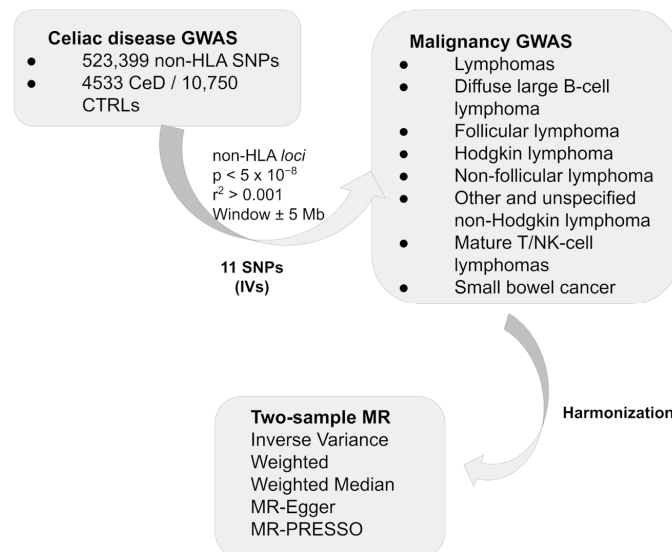 Celiac disease GWAS
● 523,399 non-HLA SNPs
● 4533 CeD / 10,750
CTRLs
non-HLA loci
p < 5 x 10⁻⁸
r² > 0.001
Window ± 5 Mb
11 SNPs
(IVs)
Malignancy GWAS
● Lymphomas
● Diffuse large B-cell
lymphoma
● Follicular lymphoma
● Hodgkin lymphoma
● Non-follicular lymphoma
● Other and unspecified
non-Hodgkin lymphoma
● Mature T/NK-cell
lymphomas
● Small bowel cancer
Harmonization
Two-sample MR
Inverse Variance
Weighted
Weighted Median
MR-Egger
MR-PRESSO